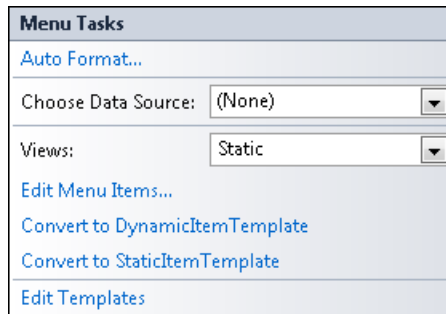 Menu Tasks
Auto Format...
Choose Data Source: (None)
Views: Static
Edit Menu Items...
Convert to DynamicItemTemplate
Convert to StaticItemTemplate
Edit Templates